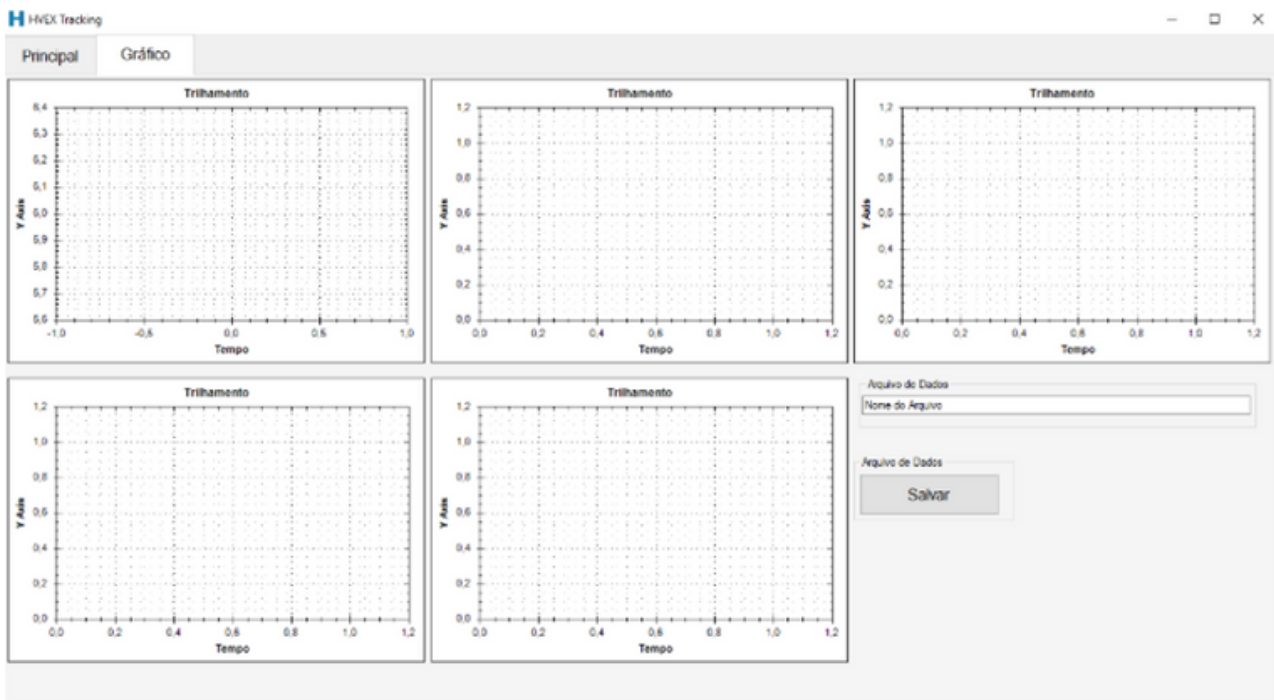 HVEX Tracking
Principal
Gráfico
Trilhamento
6,4
6,3
6,2
6,1
6,0
5,9
5,8
5,7
5,6
Y Axis
-1,0 -0,5 0,0 0,5 1,0
Tempo
Trilhamento
1,2
1,0
0,8
0,6
0,4
0,2
0,0
Y Axis
0,0 0,2 0,4 0,6 0,8 1,0 1,2
Tempo
Trilhamento
1,2
1,0
0,8
0,6
0,4
0,2
0,0
Y Axis
0,0 0,2 0,4 0,6 0,8 1,0 1,2
Tempo
Trilhamento
1,2
1,0
0,8
0,6
0,4
0,2
0,0
Y Axis
0,0 0,2 0,4 0,6 0,8 1,0 1,2
Tempo
Trilhamento
1,2
1,0
0,8
0,6
0,4
0,2
0,0
Y Axis
0,0 0,2 0,4 0,6 0,8 1,0 1,2
Tempo
Arquivo de Dados
Nome do Arquivo
Arquivo de Dados
Salvar